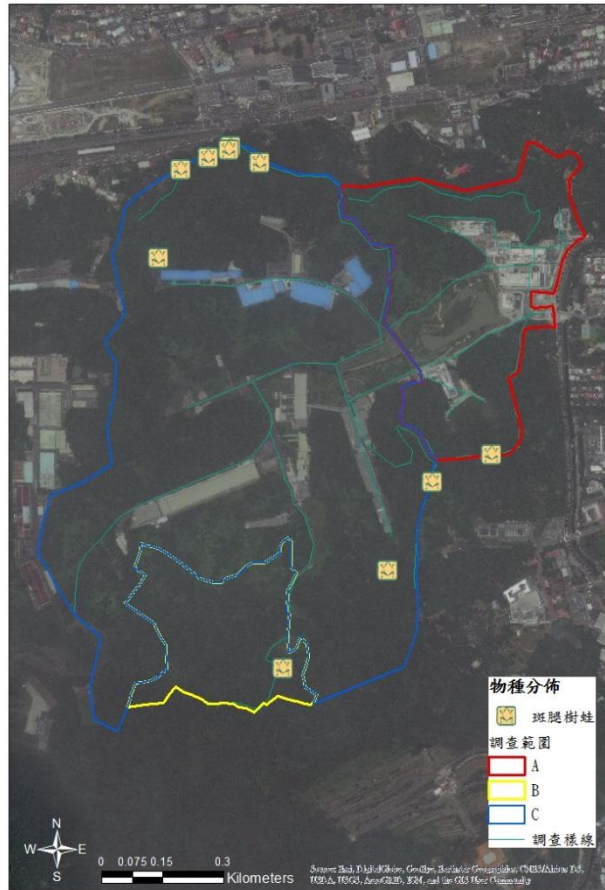 物種分佈
斑腿樹蛙
調查範圍
A
B
C
調查樣線
N
W E
S
0 0.075 0.15 0.3
Kilometers
Source: Esri, DigitalGlobe, GeoEye, Earthstar Geographics, CNES/Airbus DS,
USDA, USGS, AeroGRID, IGN, and the GIS User Community